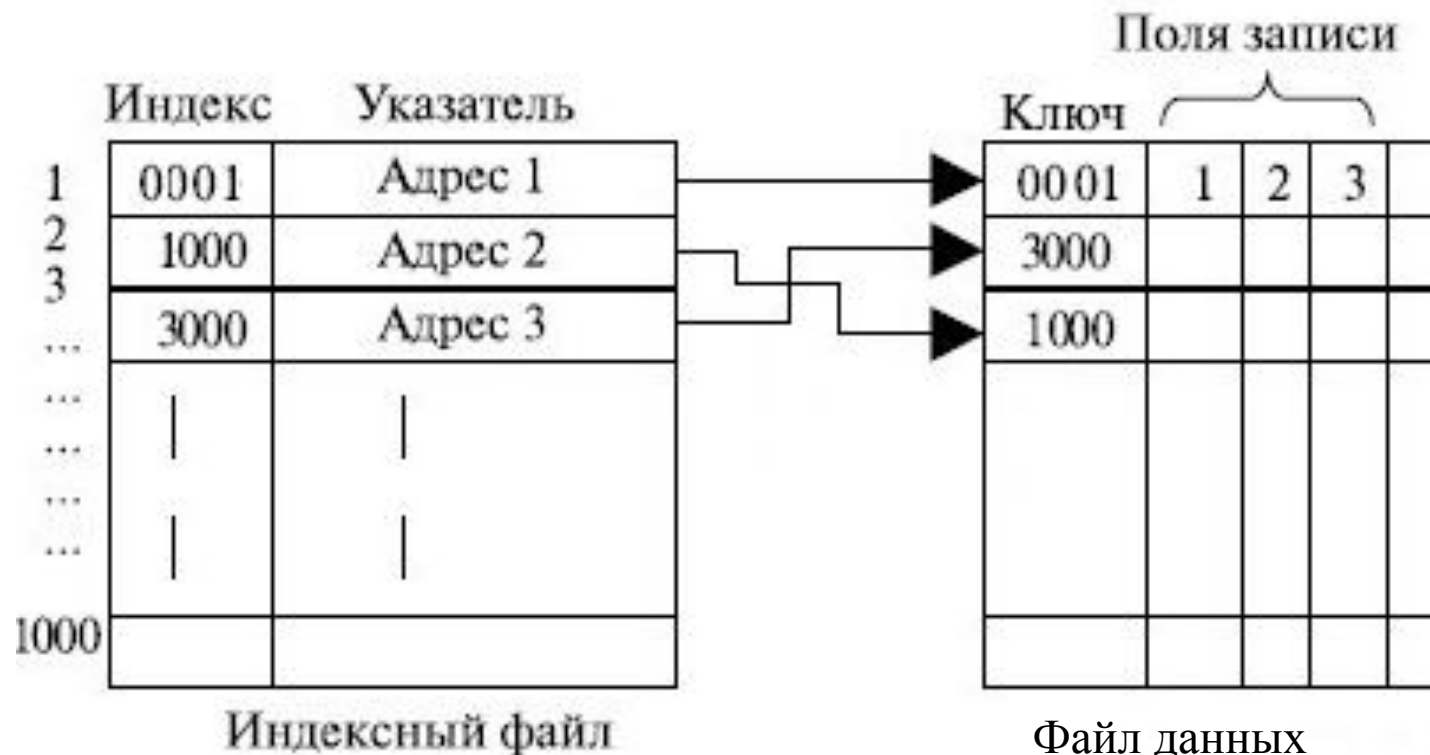 Поля записи
Индекс Указатель Ключ
1 0001 Адрес 1 0001 1 2 3
2 1000 Адрес 2 3000
3 3000 Адрес 3 1000
...
...
...
...
...
1000
Индексный файл Файл данных